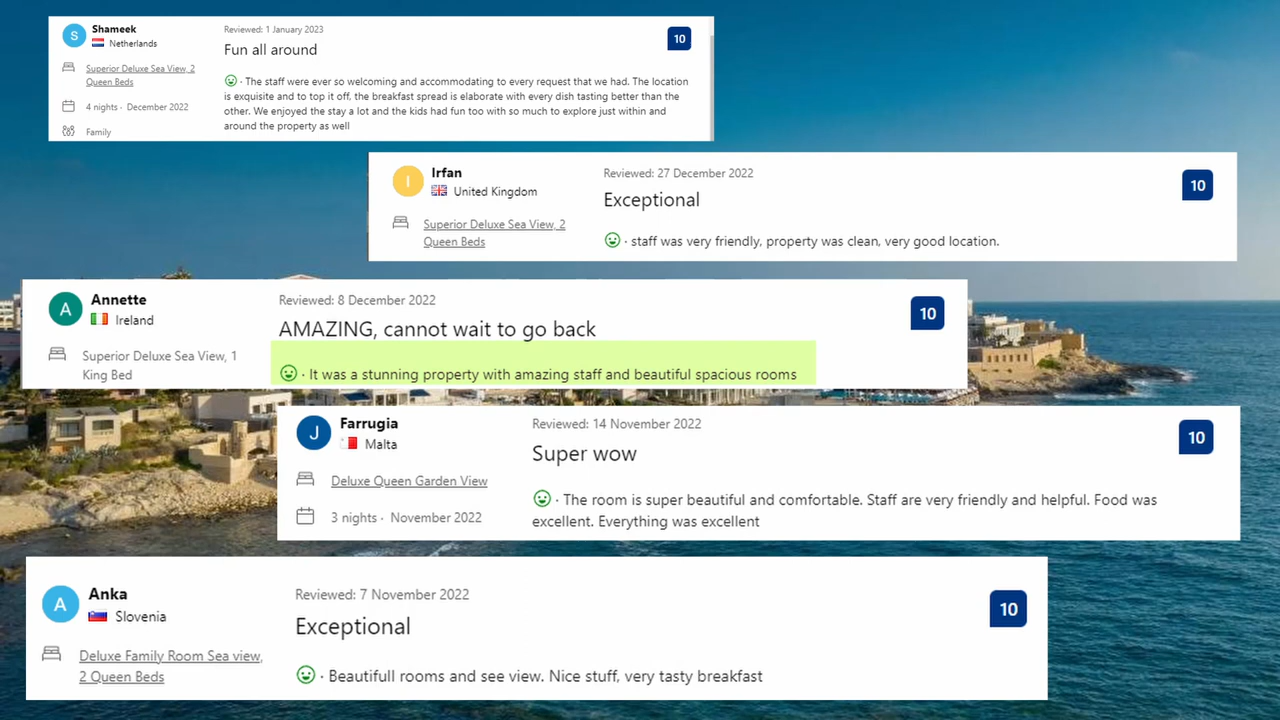 S
Shameek
Netherlands
Superior Deluxe Sea View, 2
Queen Beds
4 nights · December 2022
Family
Reviewed: 1 January 2023
Fun all around
10
· The staff were ever so welcoming and accommodating to every request that we had. The location
is exquisite and to top it off, the breakfast spread is elaborate with every dish tasting better than the
other. We enjoyed the stay a lot and the kids had fun too with so much to explore just within and
around the property as well
I
Irfan
United Kingdom
Superior Deluxe Sea View, 2
Queen Beds
Reviewed: 27 December 2022
Exceptional
10
· staff was very friendly, property was clean, very good location.
A
Annette
Ireland
Superior Deluxe Sea View, 1
King Bed
Reviewed: 8 December 2022
AMAZING, cannot wait to go back
10
· It was a stunning property with amazing staff and beautiful spacious rooms
J
Farrugia
Malta
Deluxe Queen Garden View
3 nights · November 2022
Reviewed: 14 November 2022
Super wow
10
· The room is super beautiful and comfortable. Staff are very friendly and helpful. Food was
excellent. Everything was excellent
A
Anka
Slovenia
Deluxe Family Room Sea view,
2 Queen Beds
Reviewed: 7 November 2022
Exceptional
10
· Beautifull rooms and see view. Nice stuff, very tasty breakfast